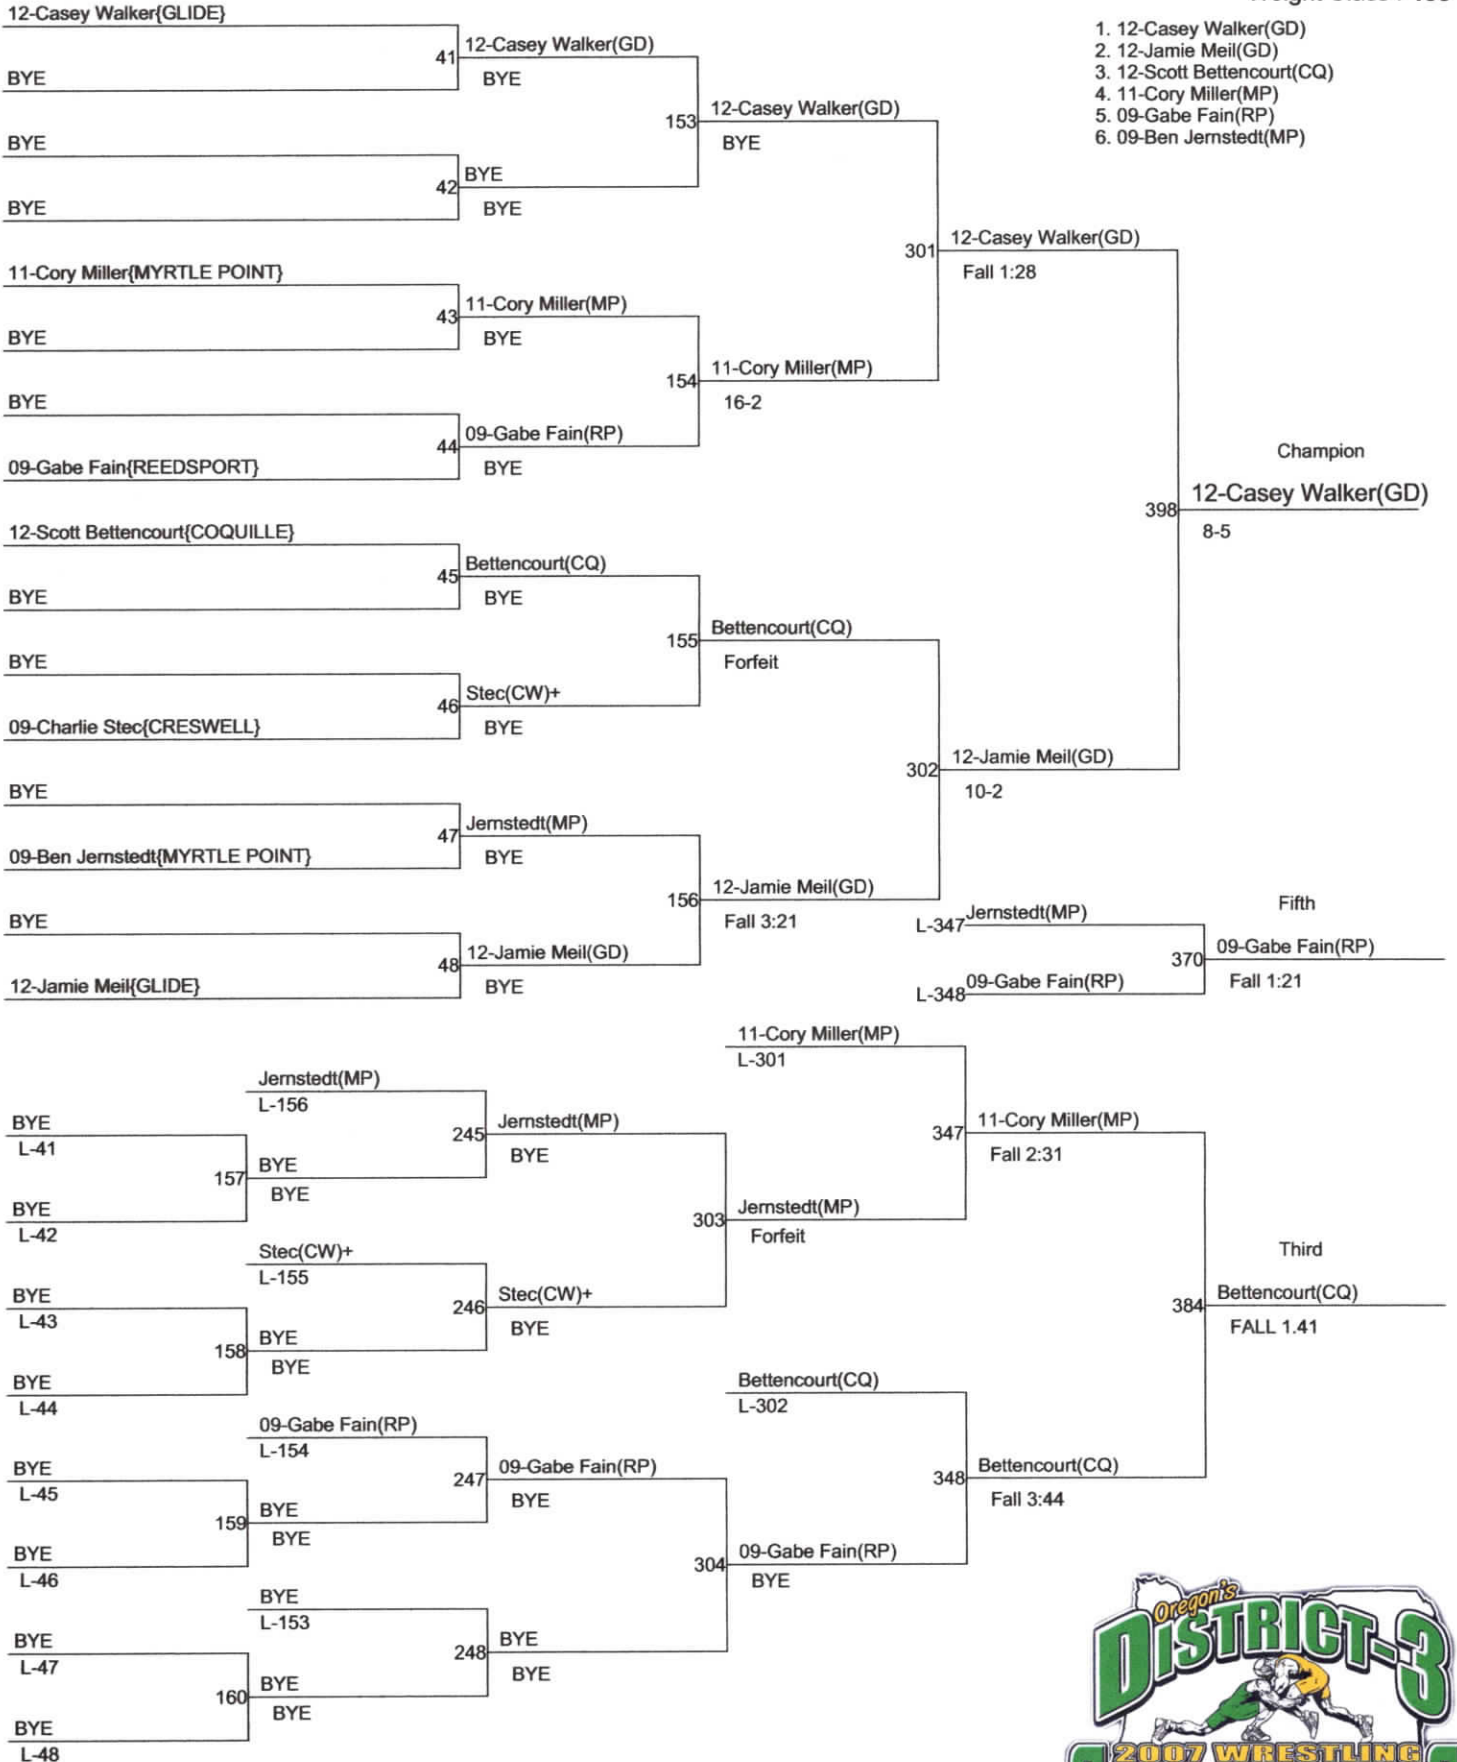 12-Casey Walker{GLIDE}
41
12-Casey Walker(GD)
BYE
BYE
153
12-Casey Walker(GD)
BYE
BYE
42
BYE
BYE
BYE
301
12-Casey Walker(GD)
Fall 1:28
11-Cory Miller{MYRTLE POINT}
43
11-Cory Miller(MP)
BYE
BYE
154
11-Cory Miller(MP)
16-2
BYE
44
09-Gabe Fain(RP)
BYE
09-Gabe Fain{REEDSPORT}
Champion
398
12-Casey Walker(GD)
8-5
12-Scott Bettencourt{COQUILLE}
45
Bettencourt(CQ)
BYE
BYE
155
Bettencourt(CQ)
Forfeit
BYE
46
Stec(CW)+
BYE
09-Charlie Stec{CRESWELL}
302
12-Jamie Meil(GD)
10-2
BYE
47
Jernstedt(MP)
BYE
09-Ben Jernstedt{MYRTLE POINT}
156
12-Jamie Meil(GD)
Fall 3:21
BYE
48
12-Jamie Meil(GD)
BYE
12-Jamie Meil{GLIDE}
1. 12-Casey Walker(GD)
2. 12-Jamie Meil(GD)
3. 12-Scott Bettencourt(CQ)
4. 11-Cory Miller(MP)
5. 09-Gabe Fain(RP)
6. 09-Ben Jernstedt(MP)
Fifth
L-347
Jernstedt(MP)
370
09-Gabe Fain(RP)
Fall 1:21
L-348
09-Gabe Fain(RP)
11-Cory Miller(MP)
L-301
Jernstedt(MP)
L-156
BYE
L-41
245
Jernstedt(MP)
BYE
157
BYE
BYE
BYE
L-42
347
11-Cory Miller(MP)
Fall 2:31
303
Jernstedt(MP)
Forfeit
Stec(CW)+
L-155
BYE
L-43
246
Stec(CW)+
BYE
158
BYE
BYE
BYE
L-44
Third
384
Bettencourt(CQ)
FALL 1.41
Bettencourt(CQ)
L-302
09-Gabe Fain(RP)
L-154
BYE
L-45
247
09-Gabe Fain(RP)
BYE
159
BYE
BYE
BYE
L-46
348
Bettencourt(CQ)
Fall 3:44
304
09-Gabe Fain(RP)
BYE
BYE
L-153
BYE
L-47
248
BYE
BYE
160
BYE
BYE
BYE
L-48
Oregon's
DISTRICT-3
2007 WRESTLING